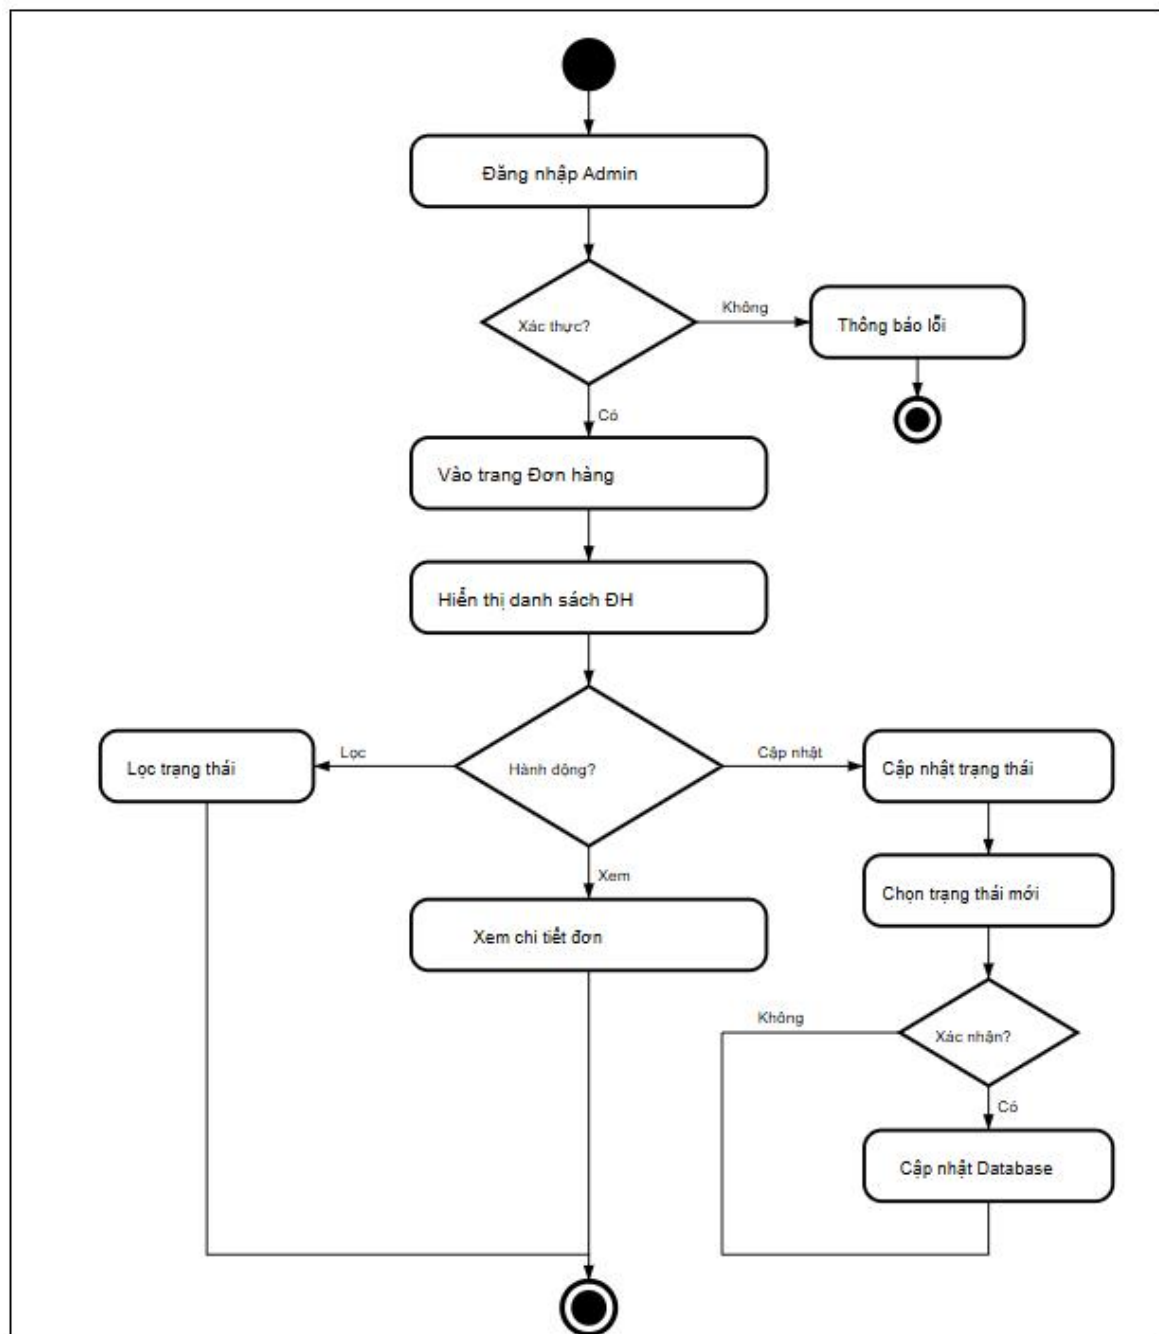 Đăng nhập Admin
Xác thực?
Không
Thông báo lỗi
Có
Vào trang Đơn hàng
Hiển thị danh sách ĐH
Lọc trạng thái
Lọc
Hành động?
Cập nhật
Cập nhật trạng thái
Xem
Chọn trạng thái mới
Xem chi tiết đơn
Không
Xác nhận?
Có
Cập nhật Database